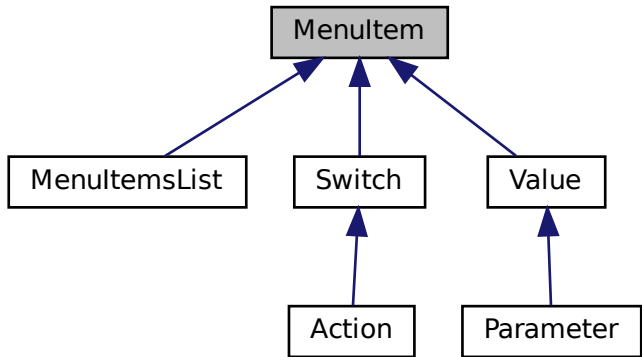 MenuItem
MenuItemsList
Switch
Value
Action
Parameter